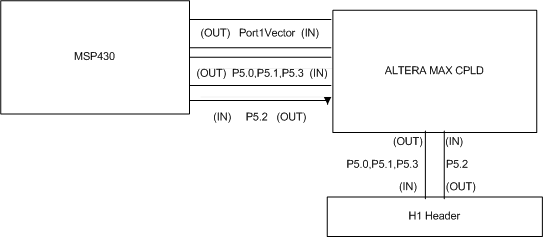 MSP430
(OUT) Port1Vector (IN)
ALTERA MAX CPLD
(OUT) P5.0,P5.1,P5.3 (IN)
(IN) P5.2 (OUT)
(OUT) (IN)
P5.0,P5.1,P5.3 P5.2
(IN) (OUT)
H1 Header